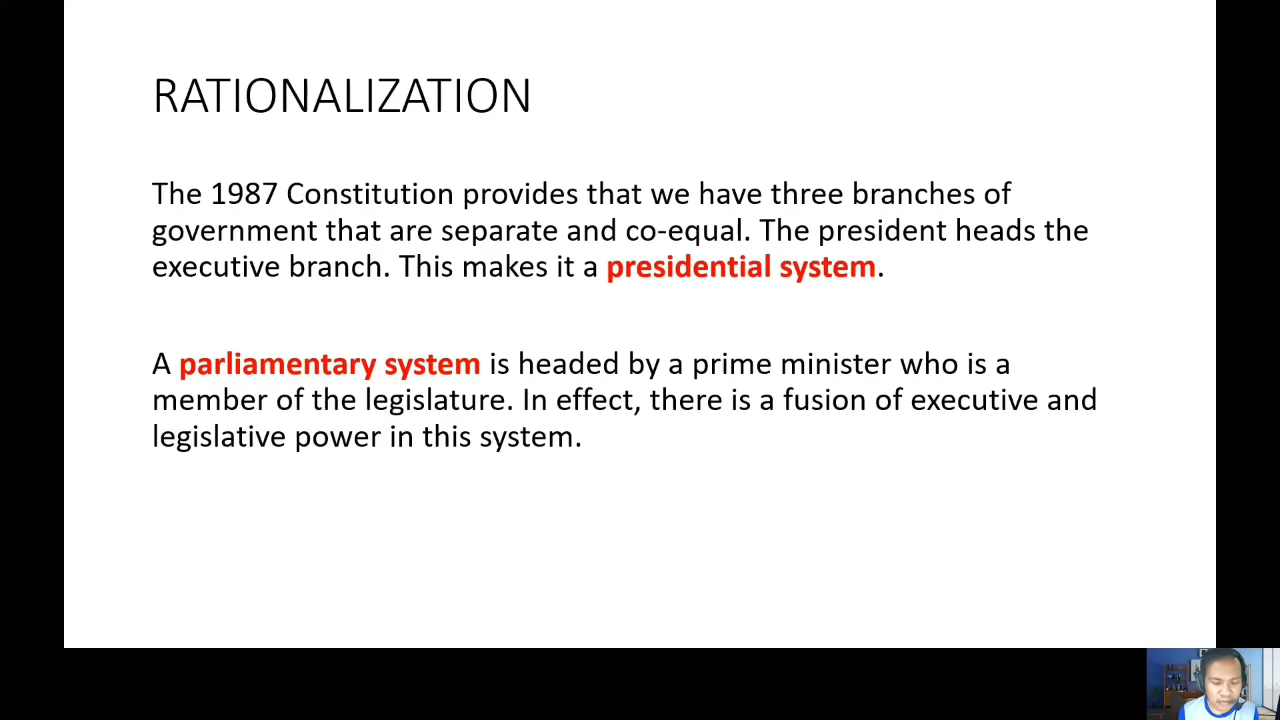 RATIONALIZATION
The 1987 Constitution provides that we have three branches of
government that are separate and co-equal. The president heads the
executive branch. This makes it a presidential system.
A parliamentary system is headed by a prime minister who is a
member of the legislature. In effect, there is a fusion of executive and
legislative power in this system.